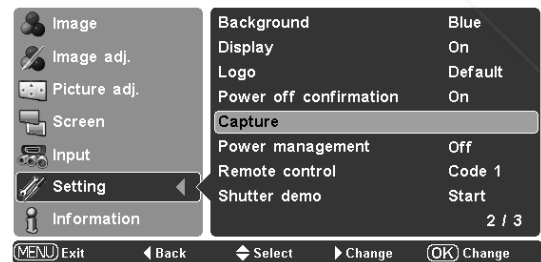 Image
Image adj.
Picture adj.
Screen
Input
Setting
Information
Background Blue
Display On
Logo Default
Power off confirmation On
Capture
Power management Off
Remote control Code 1
Shutter demo Start
2 / 3
MENU Exit Back Select Change OK Change